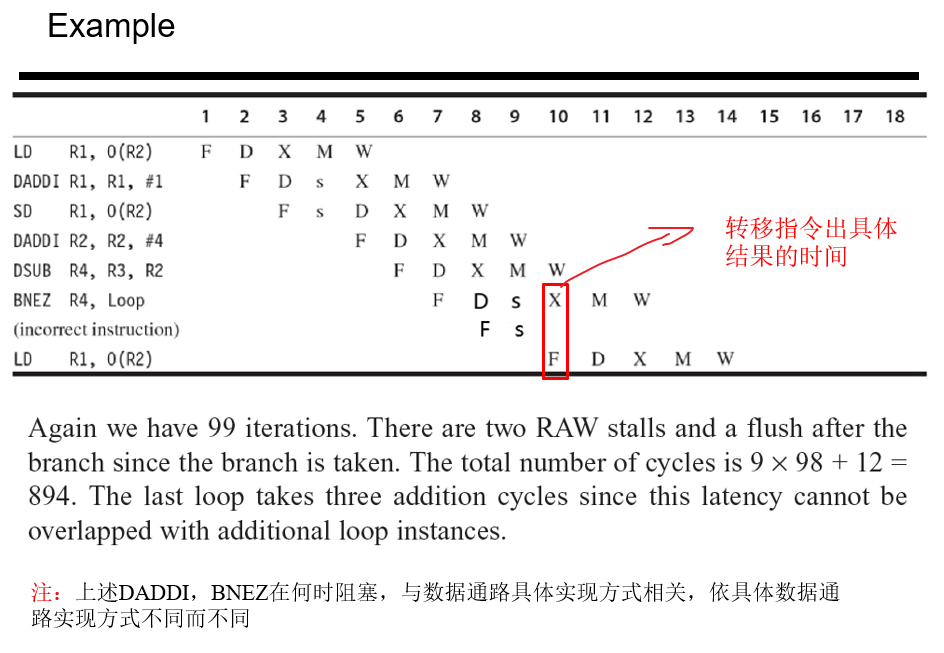 Example
1 2 3 4 5 6 7 8 9 10 11 12 13 14 15 16 17 18
LD R1, 0(R2) F D X M W
DADDI R1, R1, #1 F D s X M W
SD R1, 0(R2) F s D X M W
DADDI R2, R2, #4 F D X M W
DSUB R4, R3, R2 F D X M W
BNEZ R4, Loop F D s X M W
(incorrect instruction) F s
LD R1, 0(R2) F D X M W
转移指令出具体
结果的时间
Again we have 99 iterations. There are two RAW stalls and a flush after the
branch since the branch is taken. The total number of cycles is 9 × 98 + 12 =
894. The last loop takes three addition cycles since this latency cannot be
overlapped with additional loop instances.
注：上述DADDI，BNEZ在何时阻塞，与数据通路具体实现方式相关，依具体数据通
路实现方式不同而不同